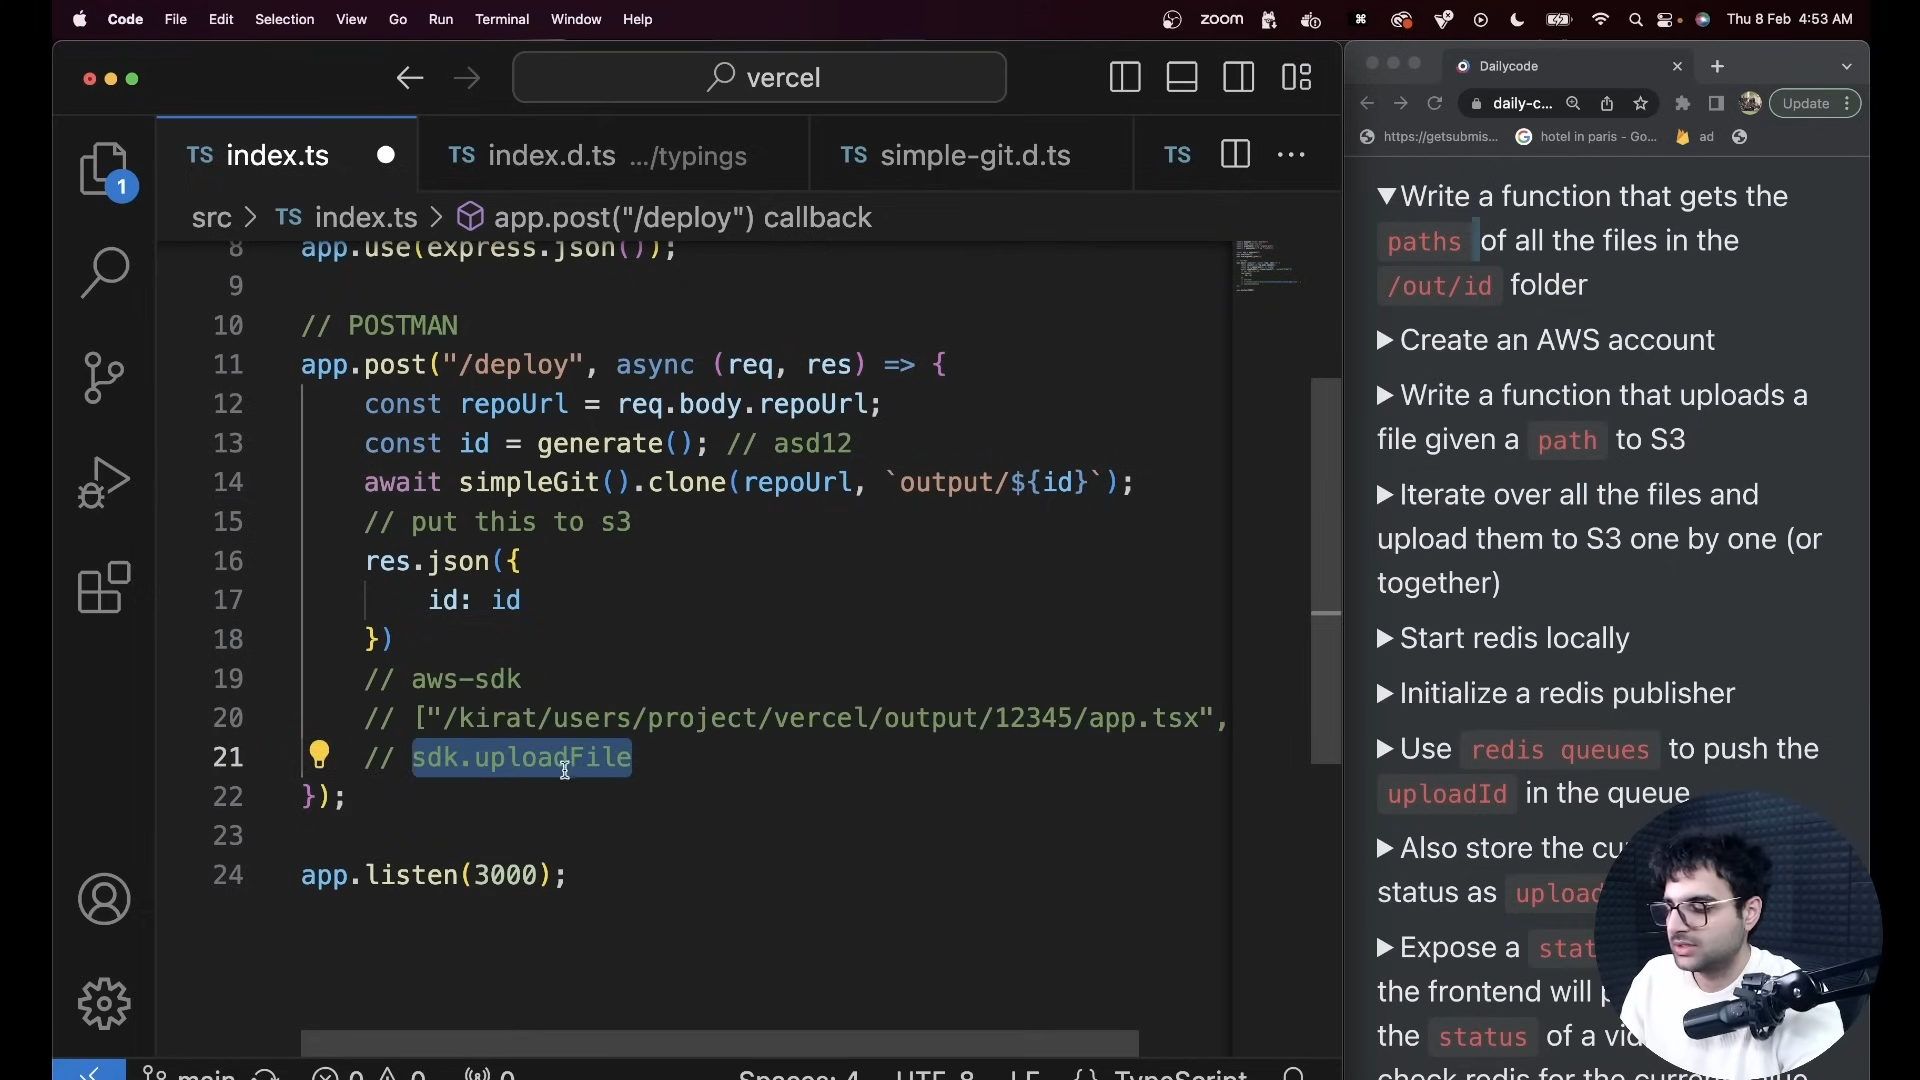 Code File Edit Selection View Go Run Terminal Window Help
zoom
Thu 8 Feb 4:53 AM
vercel
TS index.ts
TS index.d.ts .../typings
TS simple-git.d.ts
TS
src > TS index.ts > app.post("/deploy") callback
1
8 app.use(express.json());
9
10 // POSTMAN
11 app.post("/deploy", async (req, res) => {
12 const repoUrl = req.body.repoUrl;
13 const id = generate(); // asd12
14 await simpleGit().clone(repoUrl, `output/${id}`);
15 // put this to s3
16 res.json({
17 id: id
18 })
19 // aws-sdk
20 // ["/kirat/users/project/vercel/output/12345/app.tsx",
21 // sdk.uploadFile
22 });
23
24 app.listen(3000);
main 0 0 0 Spaces: 4 UTF-8 LF {} TypeScript
Dailycode
daily-c...
Update
https://getsubmis... hotel in paris - Go... ad
▼Write a function that gets the
paths of all the files in the
/out/id folder
▶Create an AWS account
▶Write a function that uploads a
file given a path to S3
▶Iterate over all the files and
upload them to S3 one by one (or
together)
▶Start redis locally
▶Initialize a redis publisher
▶Use redis queues to push the
uploadId in the queue
▶Also store the cu
status as upload
▶Expose a stat
the frontend will
the status of a vid
check redis for the